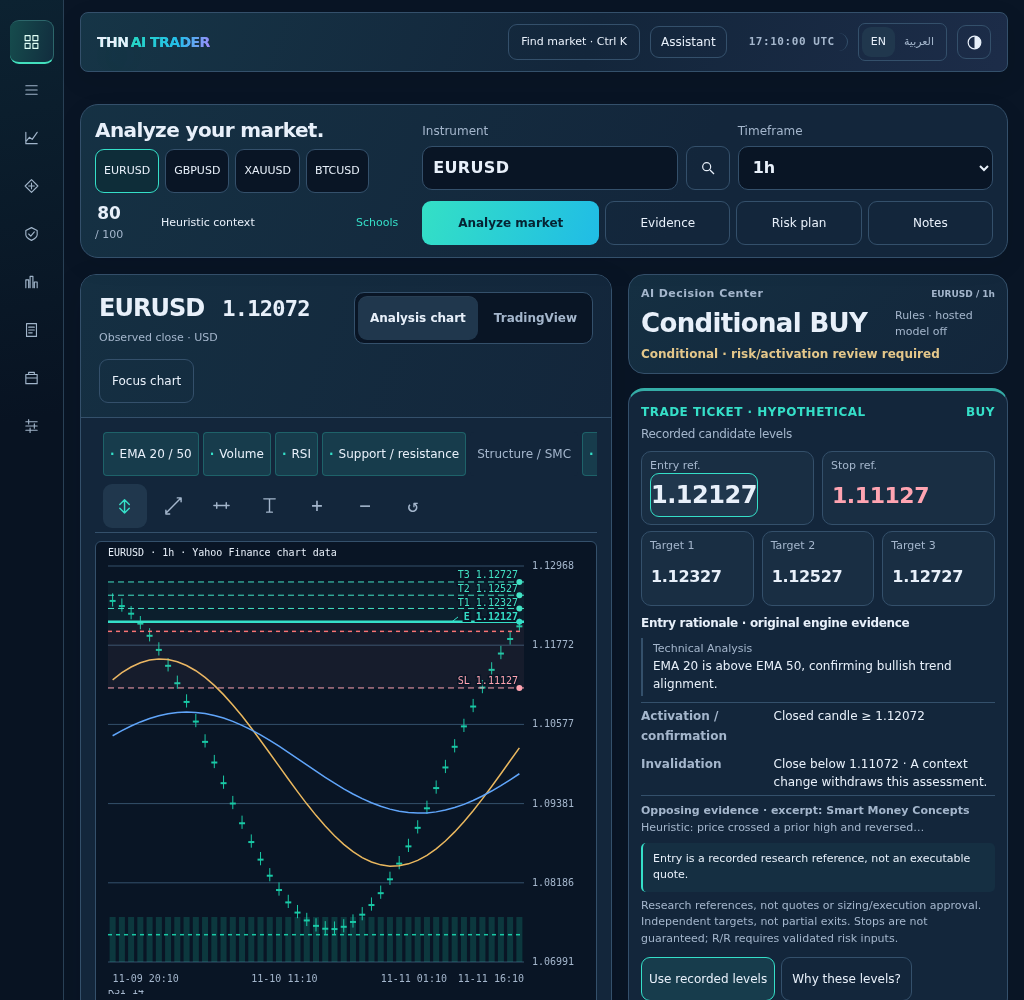 THN AI TRADER
Find market · Ctrl K
Assistant
17:10:00 UTC
EN
العربية
Analyze your market.
EURUSD
GBPUSD
XAUUSD
BTCUSD
80
/ 100
Heuristic context
Schools
Instrument
EURUSD
Timeframe
1h
Analyze market
Evidence
Risk plan
Notes
EURUSD 1.12072
Observed close · USD
Analysis chart
TradingView
Focus chart
· EMA 20 / 50
· Volume
· RSI
· Support / resistance
Structure / SMC
EURUSD · 1h · Yahoo Finance chart data
T3 1.12727
T2 1.12527
T1 1.12327
E 1.12127
SL 1.11127
1.12968
1.11772
1.10577
1.09381
1.08186
1.06991
11-09 20:10
11-10 11:10
11-11 01:10
11-11 16:10
AI Decision Center
EURUSD / 1h
Conditional BUY
Rules · hosted
model off
Conditional · risk/activation review required
TRADE TICKET · HYPOTHETICAL
BUY
Recorded candidate levels
Entry ref.
1.12127
Stop ref.
1.11127
Target 1
1.12327
Target 2
1.12527
Target 3
1.12727
Entry rationale · original engine evidence
Technical Analysis
EMA 20 is above EMA 50, confirming bullish trend
alignment.
Activation /
confirmation
Closed candle ≥ 1.12072
Invalidation
Close below 1.11072 · A context
change withdraws this assessment.
Opposing evidence · excerpt: Smart Money Concepts
Heuristic: price crossed a prior high and reversed…
Entry is a recorded research reference, not an executable
quote.
Research references, not quotes or sizing/execution approval.
Independent targets, not partial exits. Stops are not
guaranteed; R/R requires validated risk inputs.
Use recorded levels
Why these levels?